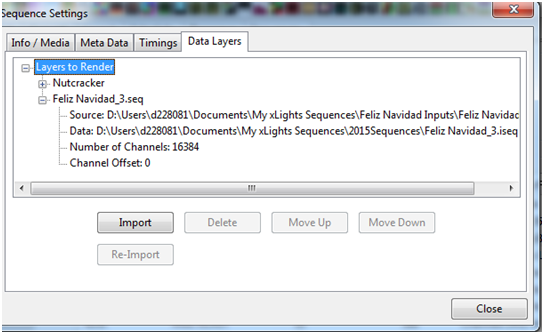 Sequence Settings
Close
Info / Media Meta Data Timings Data Layers
Layers to Render
Nutcracker
Feliz Navidad_3.seq
Source: D:\Users\d228081\Documents\My xLights Sequences\Feliz Navidad Inputs\Feliz Navidad
Data: D:\Users\d228081\Documents\My xLights Sequences\2015Sequences\Feliz Navidad_3.iseq
Number of Channels: 16384
Channel Offset: 0
Import Delete Move Up Move Down
Re-Import
Close